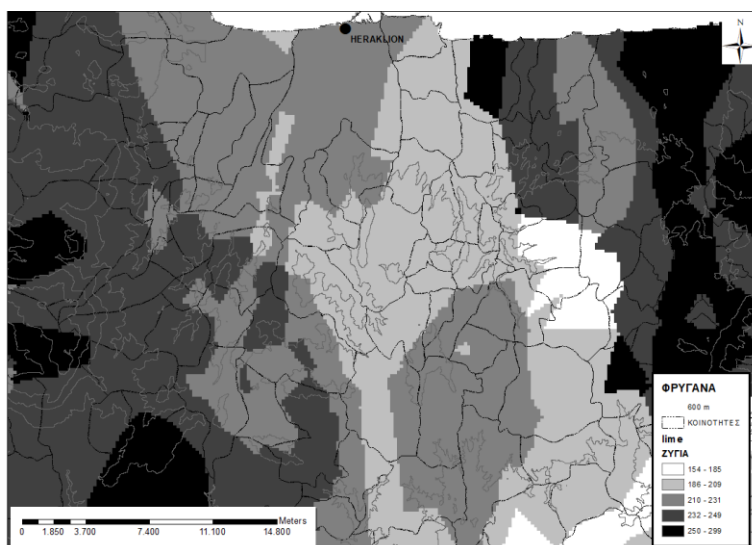 N
HERAKLION
ΦΡΥΓΑΝΑ
600 m
ΚΟΙΝΟΤΗΤΕΣ
lime
ΖΥΓΙΑ
154 - 185
186 - 209
210 - 231
232 - 249
250 - 299
Meters
0 1.850 3.700 7.400 11.100 14.800